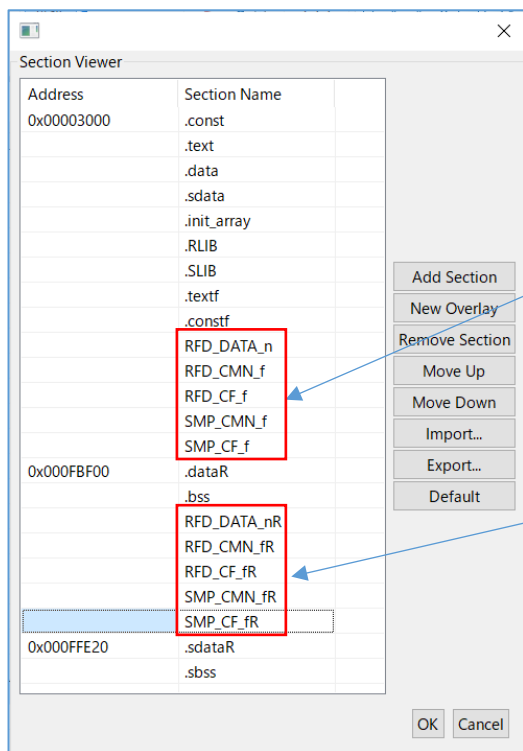 Section Viewer
Address Section Name
0x00003000 .const
.text
.data
.sdata
.init_array
.RLIB
.SLIB
.textf
.constf
RFD_DATA_n
RFD_CMN_f
RFD_CF_f
SMP_CMN_f
SMP_CF_f
0x000FBF00 .dataR
.bss
RFD_DATA_nR
RFD_CMN_fR
RFD_CF_fR
SMP_CMN_fR
SMP_CF_fR
0x000FFE20 .sdataR
.sbss
Add Section
New Overlay
Remove Section
Move Up
Move Down
Import...
Export...
Default
OK Cancel